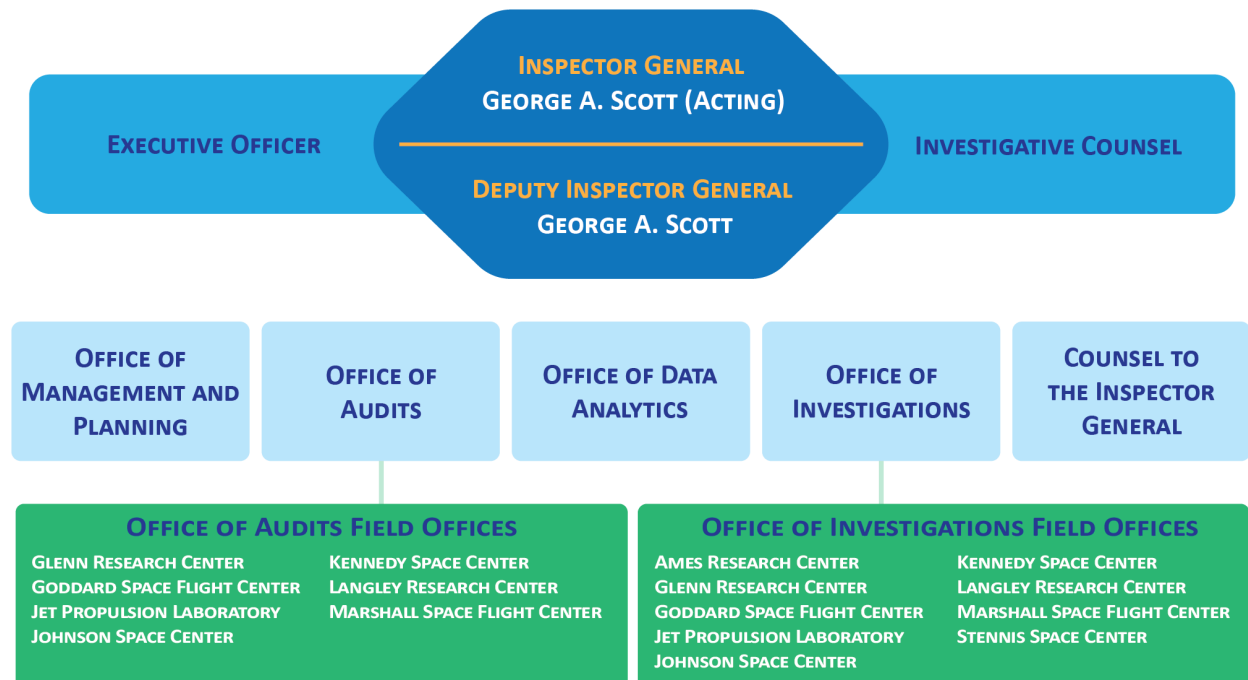 Inspector General
George A. Scott (Acting)
Executive Officer
Investigative Counsel
Deputy Inspector General
George A. Scott
Office of
Management and
Planning
Office of
Audits
Office of Data
Analytics
Office of
Investigations
Counsel to
the Inspector
General
Office of Audits Field Offices
Glenn Research Center
Goddard Space Flight Center
Jet Propulsion Laboratory
Johnson Space Center
Kennedy Space Center
Langley Research Center
Marshall Space Flight Center
Office of Investigations Field Offices
Ames Research Center
Glenn Research Center
Goddard Space Flight Center
Jet Propulsion Laboratory
Johnson Space Center
Kennedy Space Center
Langley Research Center
Marshall Space Flight Center
Stennis Space Center